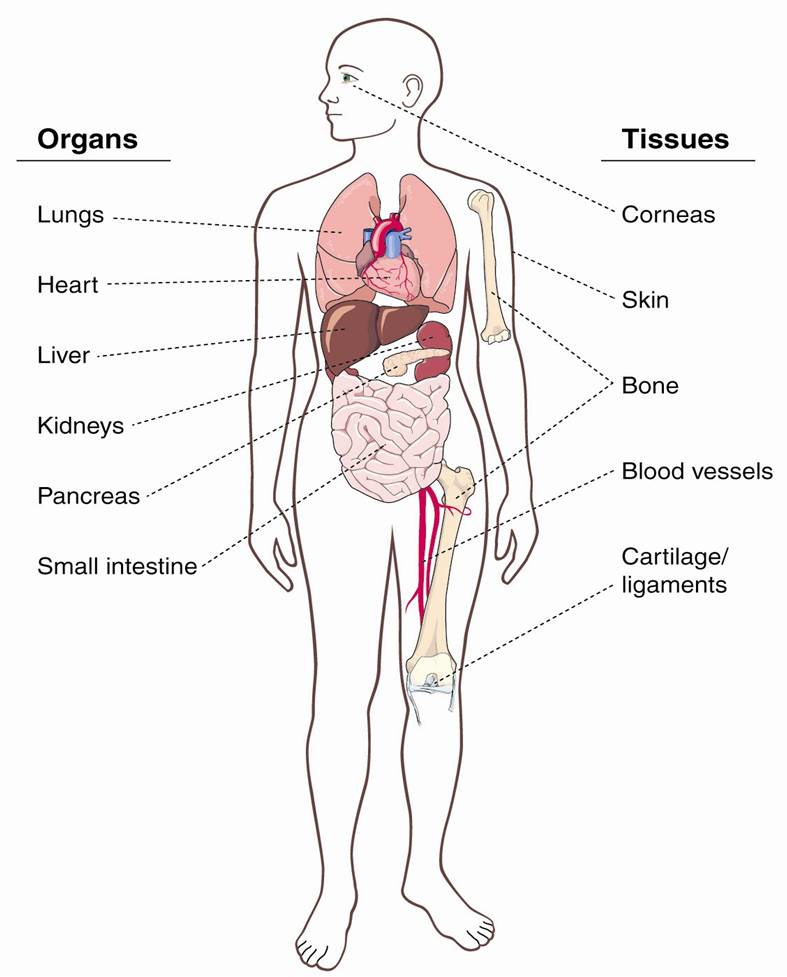 Organs
Lungs
Heart
Liver
Kidneys
Pancreas
Small intestine
Tissues
Corneas
Skin
Bone
Blood vessels
Cartilage/
ligaments